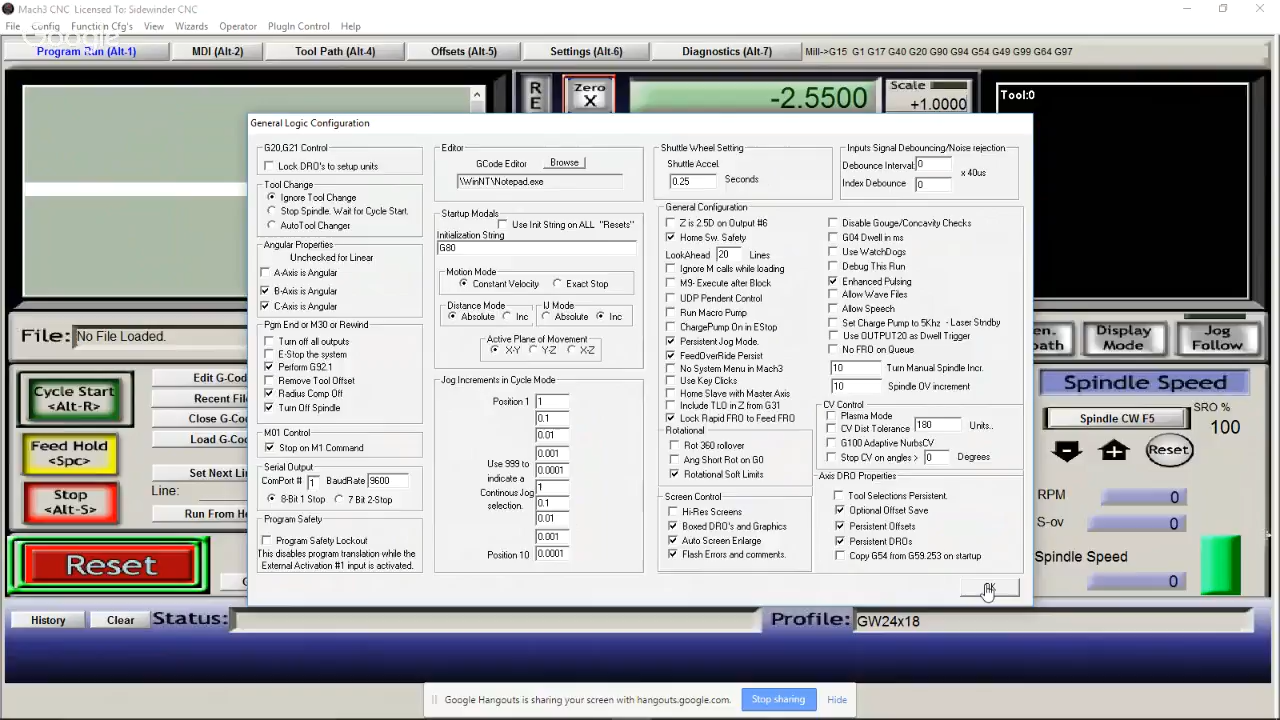 Mach3 CNC Licensed To: Sidewinder CNC
File Config Function Cfg's View Wizards Operator PlugIn Control Help
Program Run (Alt-1) MDI (Alt-2) Tool Path (Alt-4) Offsets (Alt-5) Settings (Alt-6) Diagnostics (Alt-7) Mill->G15 G1 G17 G40 G20 G90 G94 G54 G49 G99 G64 G97
R
E
Zero
X
-2.5500
Scale
+1.0000
Tool:0
General Logic Configuration
G20,G21 Control
Lock DRO's to setup units
Tool Change
Ignore Tool Change
Stop Spindle. Wait for Cycle Start.
AutoTool Changer
Angular Properties
Unchecked for Linear
A-Axis is Angular
B-Axis is Angular
C-Axis is Angular
Pgm End or M30 or Rewind
Turn off all outputs
E-Stop the system
Perform G92.1
Remove Tool Offset
Radius Comp Off
Turn Off Spindle
M01 Control
Stop on M1 Command
Serial Output
ComPort # 1 BaudRate 9600
8-Bit 1 Stop 7 Bit 2-Stop
Program Safety
Program Safety Lockout
This disables program translation while the
External Activation #1 input is activated.
Editor
GCode Editor Browse
\\WinNT\Notepad.exe
Startup Modals
Use Init String on ALL "Resets"
Initialization String
G80
Motion Mode
Constant Velocity Exact Stop
Distance Mode
Absolute Inc
IJ Mode
Absolute Inc
Active Plane of Movement
X-Y Y-Z X-Z
Jog Increments in Cycle Mode
Position 1 1
0.1
0.01
0.001
Use 999 to
indicate a
Continous Jog
selection.
0.0001
1
0.1
0.01
0.001
Position 10 0.0001
Shuttle Wheel Setting
Shuttle Accel.
0.25 Seconds
Inputs Signal Debouncing/Noise rejection
Debounce Interval: 0
x 40us
Index Debounce 0
General Configuration
Z is 2.5D on Output #6
Home Sw. Safety
LookAhead 20 Lines
Ignore M calls while loading
M9- Execute after Block
UDP Pendent Control
Run Macro Pump
ChargePump On in EStop
Persistent Jog Mode.
FeedOverRide Persist
No System Menu in Mach3
Use Key Clicks
Home Slave with Master Axis
Include TLO in Z from G31
Lock Rapid FRO to Feed FRO
Disable Gouge/Concavity Checks
G04 Dwell in ms
Use WatchDogs
Debug This Run
Enhanced Pulsing
Allow Wave Files
Allow Speech
Set Charge Pump to 5Khz - Laser Stndby
Use OUTPUT20 as Dwell Trigger
No FRO on Queue
10 Turn Manual Spindle Incr.
10 Spindle OV increment
Rotational
Rot 360 rollover
Ang Short Rot on G0
Rotational Soft Limits
Screen Control
Hi-Res Screens
Boxed DRO's and Graphics
Auto Screen Enlarge
Flash Errors and comments.
CV Control
Plasma Mode
CV Dist Tolerance 180 Units..
G100 Adaptive NurbsCV
Stop CV on angles > 0 Degrees
Axis DRO Properties
Tool Selections Persistent.
Optional Offset Save
Persistent Offsets
Persistent DROs
Copy G54 from G59.253 on startup
File: No File Loaded.
Cycle Start
<Alt-R>
Feed Hold
<Spc>
Stop
<Alt-S>
Reset
Edit G-Cod
Recent File
Close G-Co
Load G-Cod
Set Next Li
Line:
Run From H
Display
Mode
Jog
Follow
Spindle Speed
Spindle CW F5
SRO %
100
Reset
RPM 0
S-ov 0
Spindle Speed
0
History Clear Status: Profile: GW24x18
Google Hangouts is sharing your screen with hangouts.google.com. Stop sharing Hide